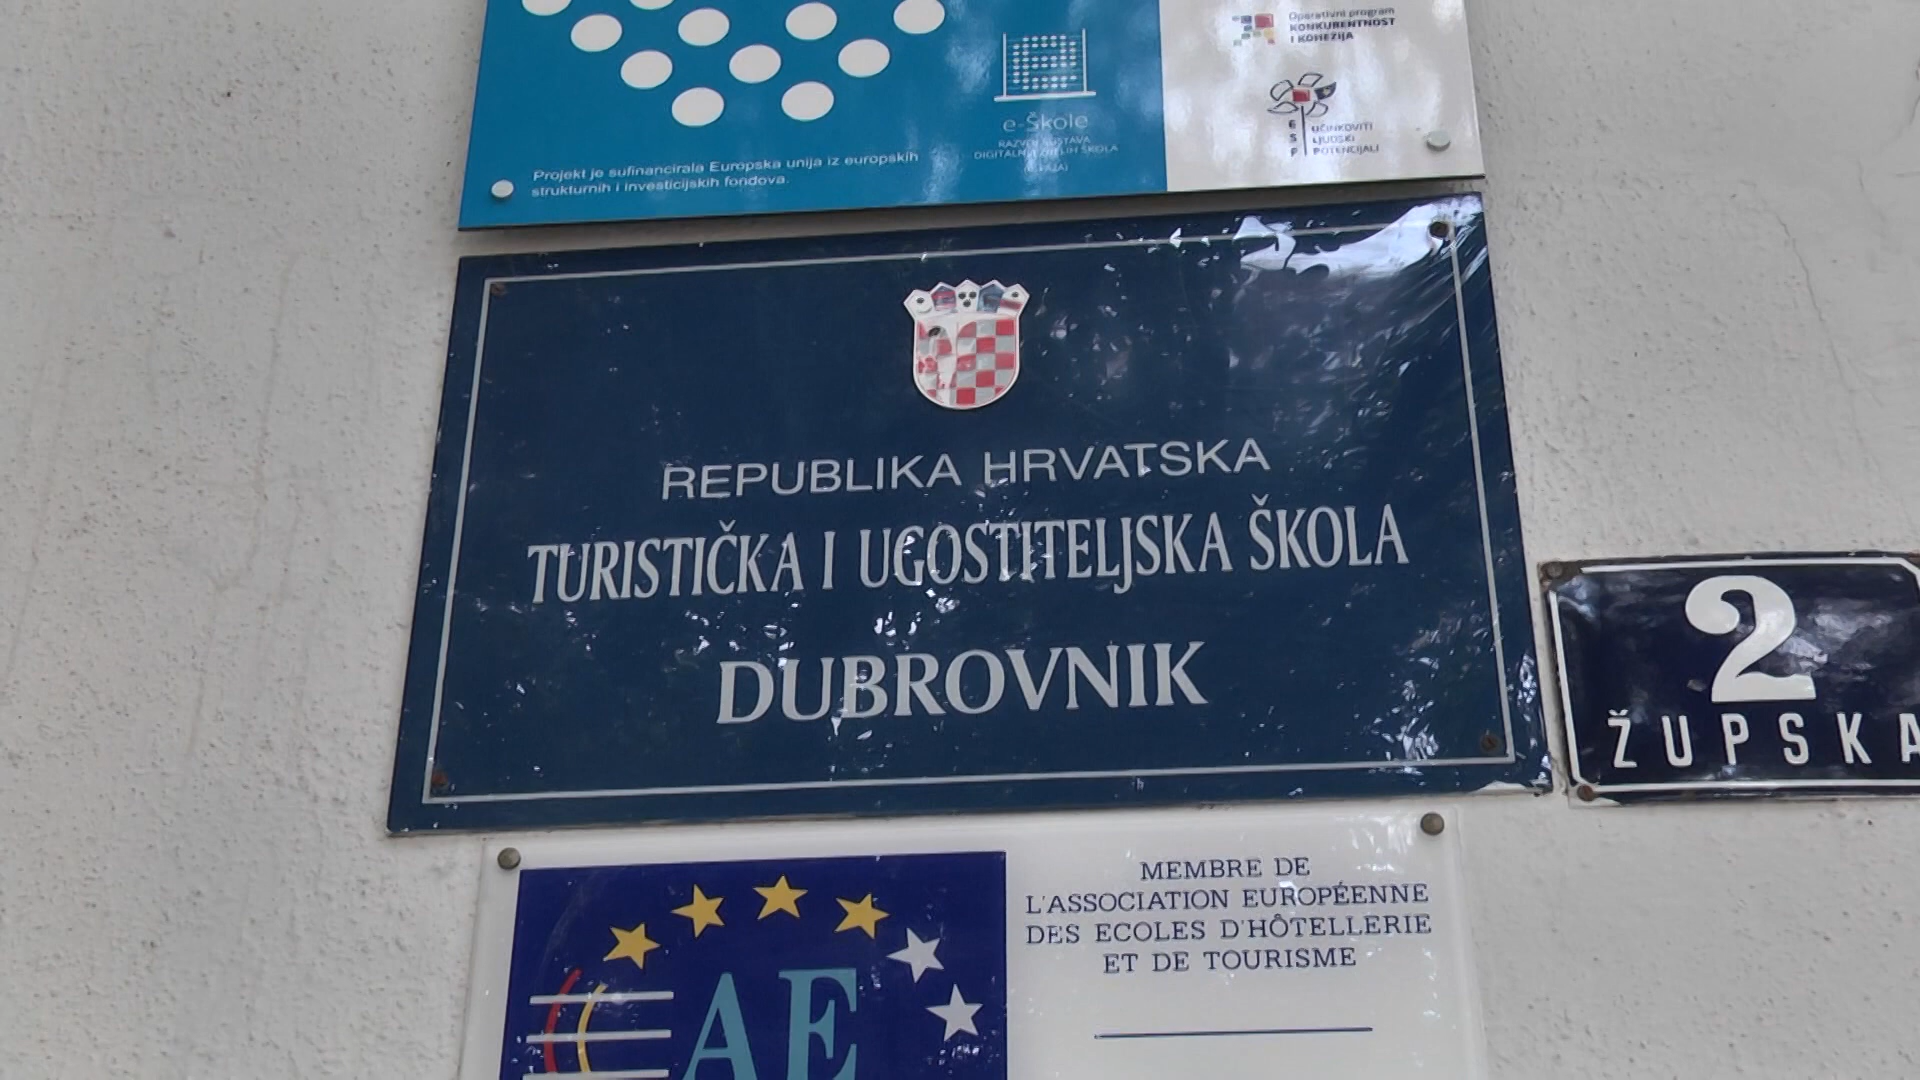 Operativni program
KONKURENTNOST
I KOHEZIJA
e-Škole
RAZVOJ SUSTAVA
DIGITALNO ZRELIH ŠKOLA
E S F
UČINKOVITI
LJUDSKI
POTENCIJALI
Projekt je sufinancirala Europska unija iz europskih
strukturnih i investicijskih fondova.
REPUBLIKA HRVATSKA
TURISTIČKA I UGOSTITELJSKA ŠKOLA
DUBROVNIK
2
ŽUPSKA
AE
MEMBRE DE
L'ASSOCIATION EUROPÉENNE
DES ECOLES D'HÔTELLERIE
ET DE TOURISME